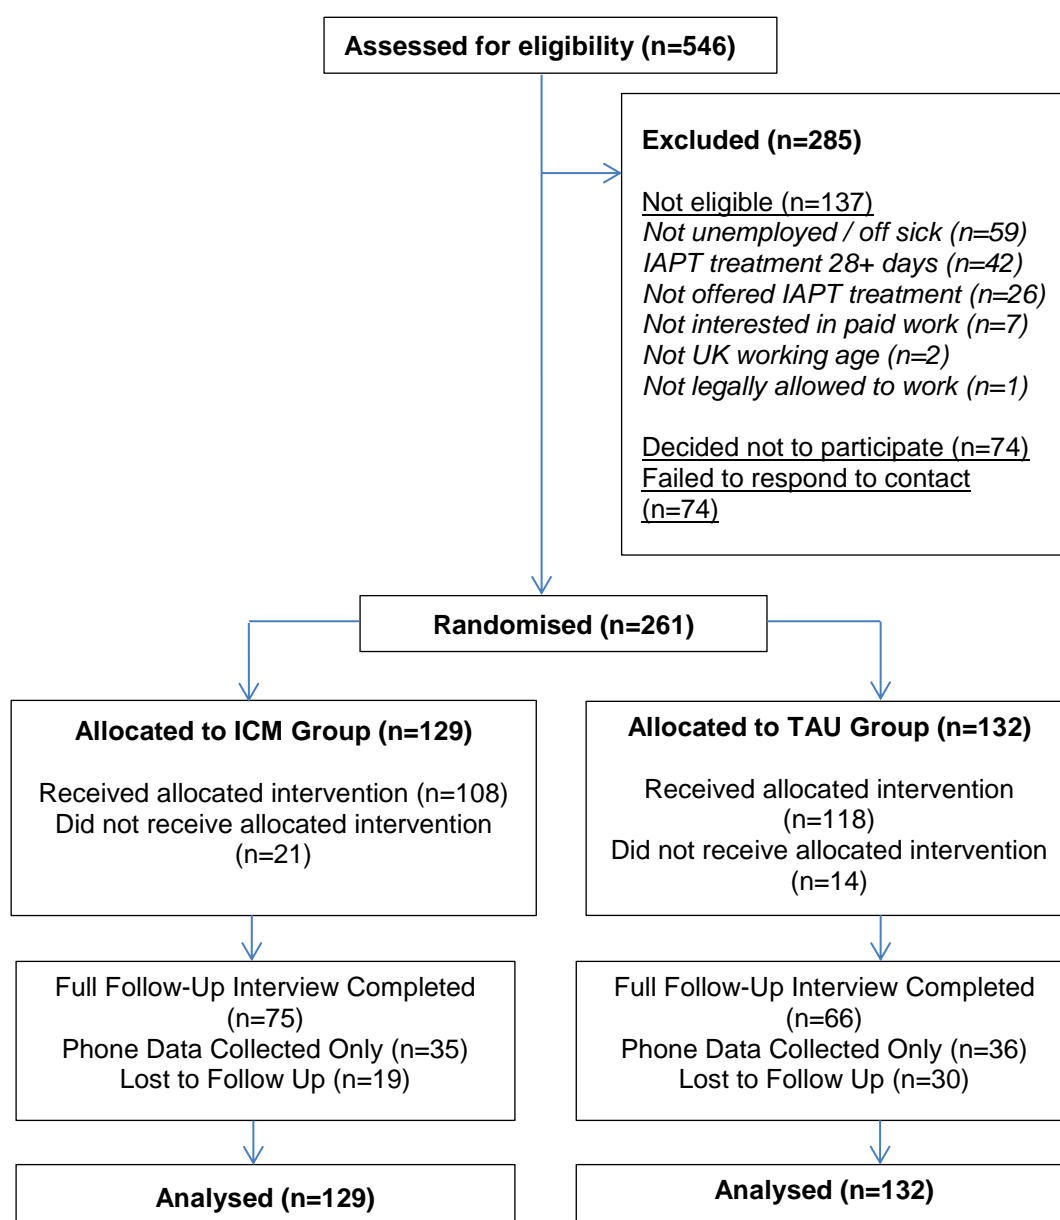 Assessed for eligibility (n=546)
Excluded (n=285)
Not eligible (n=137)
Not unemployed / off sick (n=59)
IAPT treatment 28+ days (n=42)
Not offered IAPT treatment (n=26)
Not interested in paid work (n=7)
Not UK working age (n=2)
Not legally allowed to work (n=1)
Decided not to participate (n=74)
Failed to respond to contact
(n=74)
Randomised (n=261)
Allocated to ICM Group (n=129)
Received allocated intervention (n=108)
Did not receive allocated intervention
(n=21)
Allocated to TAU Group (n=132)
Received allocated intervention
(n=118)
Did not receive allocated intervention
(n=14)
Full Follow-Up Interview Completed
(n=75)
Phone Data Collected Only (n=35)
Lost to Follow Up (n=19)
Full Follow-Up Interview Completed
(n=66)
Phone Data Collected Only (n=36)
Lost to Follow Up (n=30)
Analysed (n=129)
Analysed (n=132)